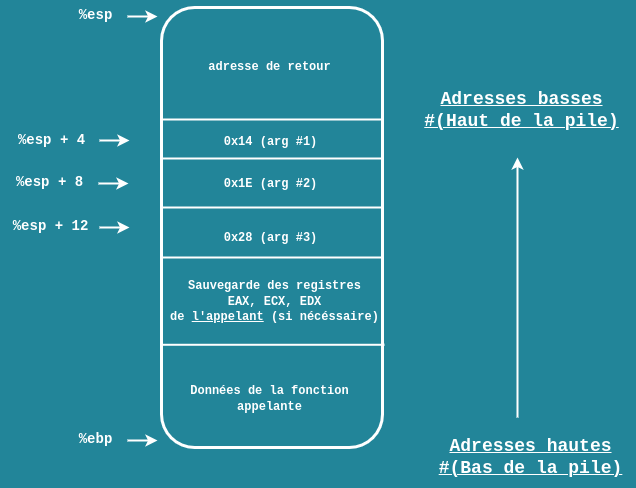 %esp
adresse de retour
Adresses basses
#(Haut de la pile)
%esp + 4
0x14 (arg #1)
%esp + 8
0x1E (arg #2)
%esp + 12
0x28 (arg #3)
Sauvegarde des registres
EAX, ECX, EDX
de l'appelant (si nécéssaire)
Données de la fonction
appelante
%ebp
Adresses hautes
#(Bas de la pile)